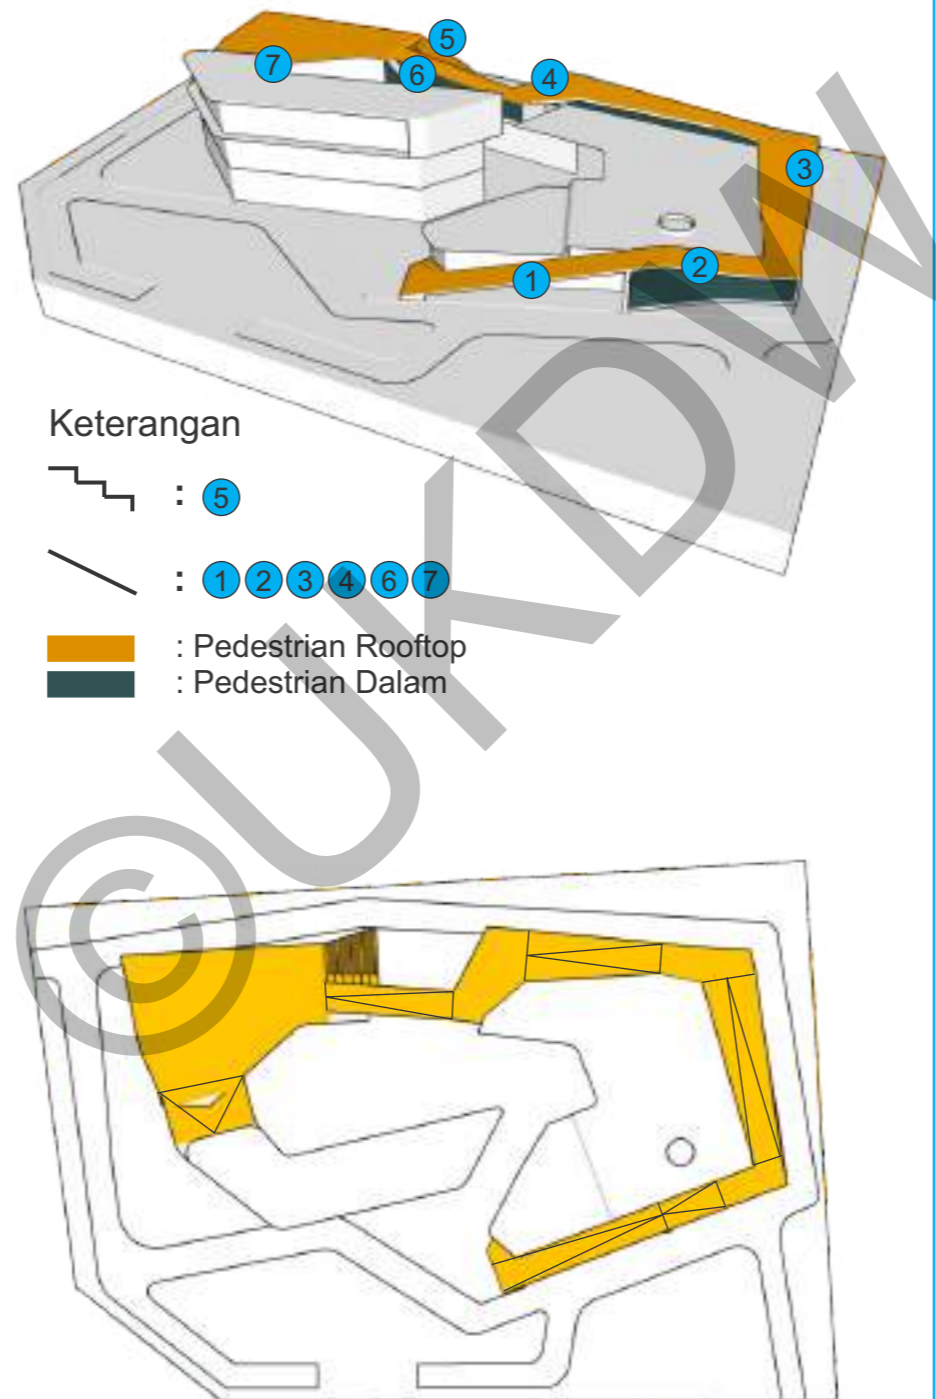 5
7
6
4
3
2
1
Keterangan
: 5
: 1 2 3 4 6 7
: Pedestrian Rooftop
: Pedestrian Dalam
©UKDW